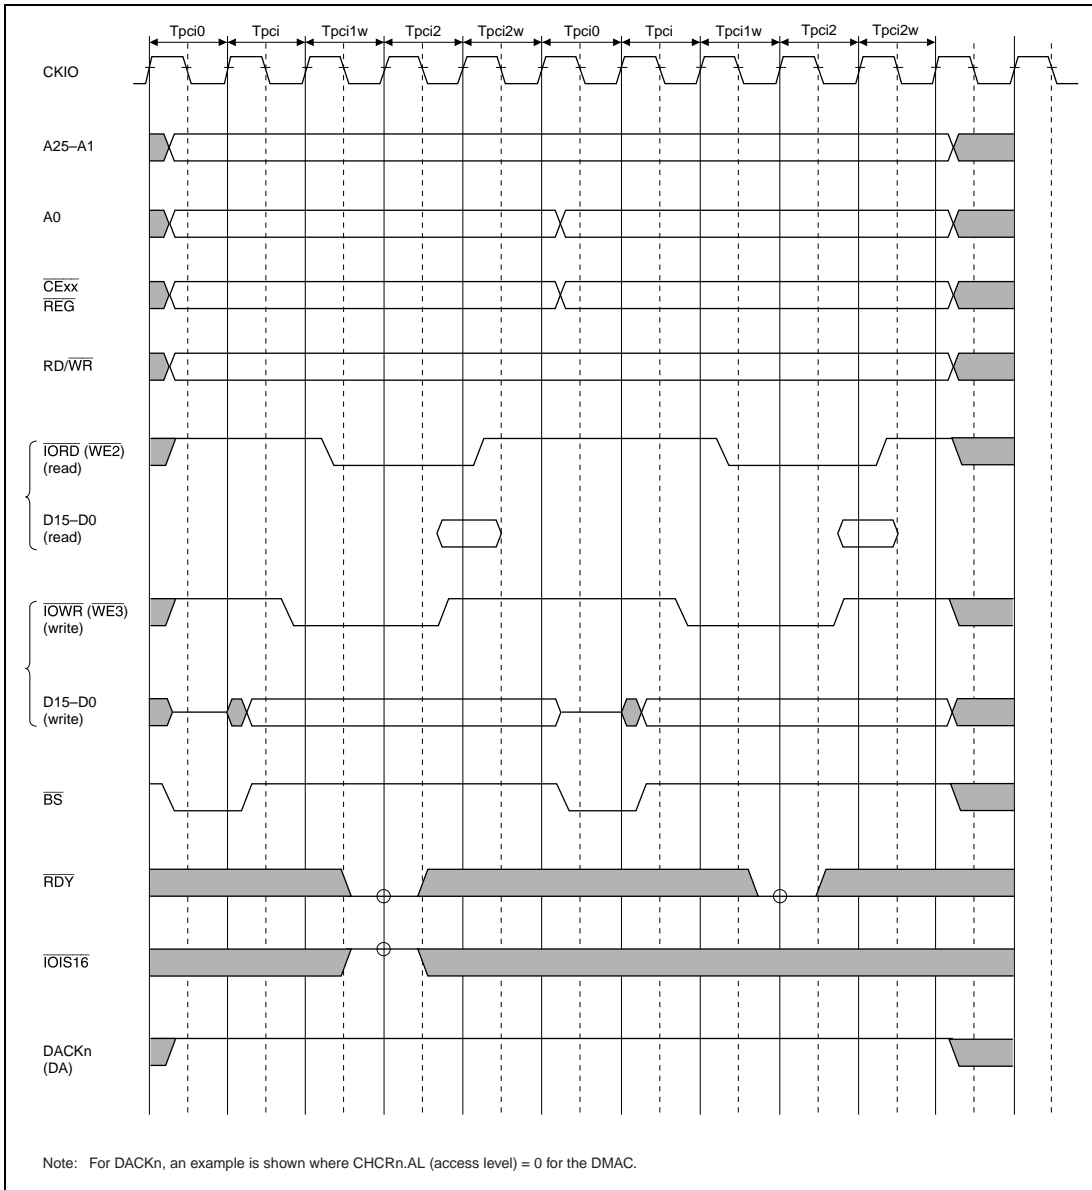 Tpci0 Tpci Tpci1w Tpci2 Tpci2w Tpci0 Tpci Tpci1w Tpci2 Tpci2w
CKIO
A25–A1
A0
CExx
REG
RD/WR
IORD (WE2)
(read)
D15–D0
(read)
IOWR (WE3)
(write)
D15–D0
(write)
BS
RDY
IOIS16
DACKn
(DA)
Note: For DACKn, an example is shown where CHCRn.AL (access level) = 0 for the DMAC.